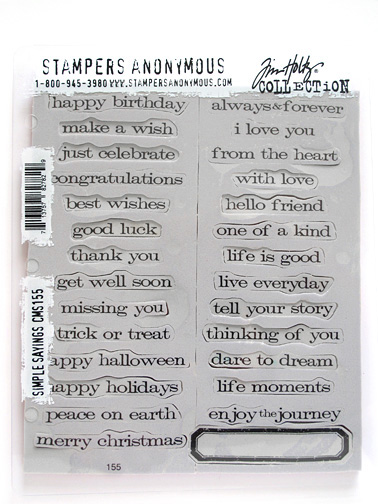 STAMPERS ANONYMOUS
1-800-945-3980 WWW.STAMPERSANONYMOUS.COM
Tim Holtz
COLLECTION
happy birthday
make a wish
just celebrate
congratulations
best wishes
good luck
thank you
get well soon
missing you
trick or treat
happy halloween
happy holidays
peace on earth
merry christmas
always&forever
i love you
from the heart
with love
hello friend
one of a kind
life is good
live everyday
tell your story
thinking of you
dare to dream
life moments
enjoy the journey
SIMPLE SAYINGS CMS155
155